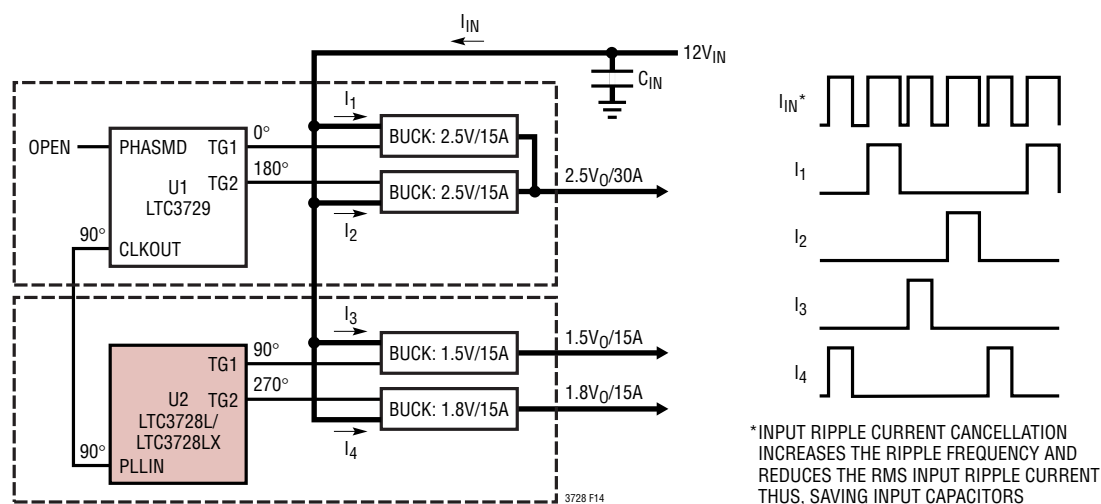 I_IN
12V_IN
C_IN
I_1
OPEN
PHASMD
TG1
0°
BUCK: 2.5V/15A
U1
LTC3729
TG2
180°
BUCK: 2.5V/15A
2.5V_O/30A
I_2
90°
CLKOUT
I_3
TG1
90°
BUCK: 1.5V/15A
1.5V_O/15A
U2
LTC3728L/
LTC3728LX
TG2
270°
BUCK: 1.8V/15A
1.8V_O/15A
I_4
90°
PLLIN
3728 F14
I_IN*
I_1
I_2
I_3
I_4
*INPUT RIPPLE CURRENT CANCELLATION
INCREASES THE RIPPLE FREQUENCY AND
REDUCES THE RMS INPUT RIPPLE CURRENT
THUS, SAVING INPUT CAPACITORS